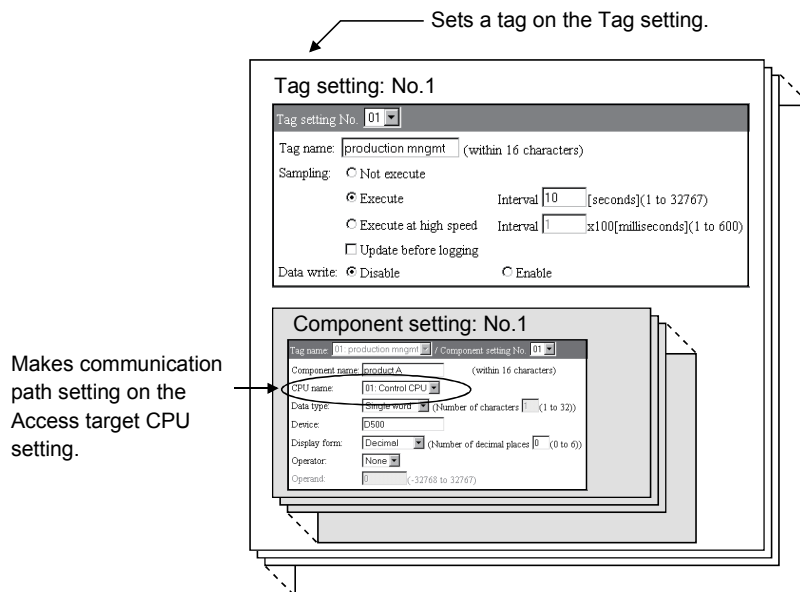 Sets a tag on the Tag setting.
Tag setting: No.1
Tag setting No. 01
Tag name: production mngmt (within 16 characters)
Sampling: Not execute
Execute Interval 10 [seconds](1 to 32767)
Execute at high speed Interval 1 x100[milliseconds](1 to 600)
Update before logging
Data write: Disable Enable
Component setting: No.1
Tag name: 01: production mngmt / Component setting No. 01
Component name: product A (within 16 characters)
CPU name: 01: Control CPU
Data type: Single word (Number of characters 1 (1 to 32))
Device: D500
Display form: Decimal (Number of decimal places 0 (0 to 6))
Operator: None
Operand: 0 (-32768 to 32767)
Makes communication
path setting on the
Access target CPU
setting.